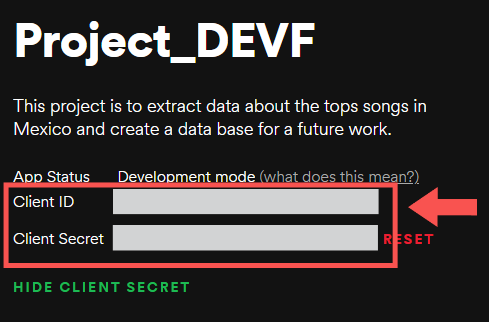 Project_DEVF
This project is to extract data about the tops songs in
Mexico and create a data base for a future work.
App Status Development mode (what does this mean?)
Client ID
Client Secret RESET
HIDE CLIENT SECRET